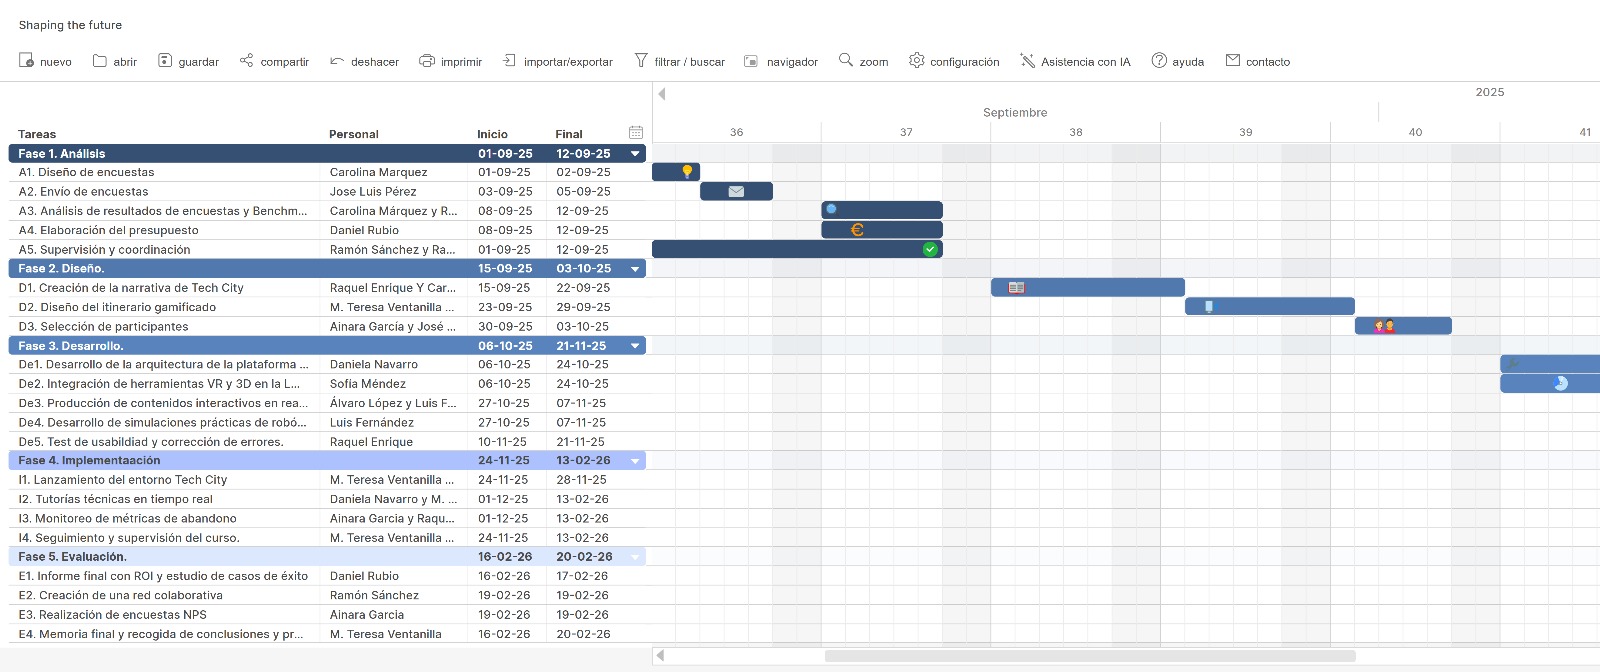 Shaping the future
nuevo abrir guardar compartir deshacer imprimir importar/exportar filtrar / buscar navigador zoom configuración Asistencia con IA ayuda contacto
2025
Septiembre
Tareas Personal Inicio Final 36 37 38 39 40 41
Fase 1. Análisis 01-09-25 12-09-25
A1. Diseño de encuestas Carolina Marquez 01-09-25 02-09-25
A2. Envío de encuestas Jose Luis Pérez 03-09-25 05-09-25
A3. Análisis de resultados de encuestas y Benchm... Carolina Márquez y R... 08-09-25 12-09-25
A4. Elaboración del presupuesto Daniel Rubio 08-09-25 12-09-25 €
A5. Supervisión y coordinación Ramón Sánchez y Ra... 01-09-25 12-09-25
Fase 2. Diseño. 15-09-25 03-10-25
D1. Creación de la narrativa de Tech City Raquel Enrique Y Car... 15-09-25 22-09-25
D2. Diseño del itinerario gamificado M. Teresa Ventanilla ... 23-09-25 29-09-25
D3. Selección de participantes Ainara García y José ... 30-09-25 03-10-25
Fase 3. Desarrollo. 06-10-25 21-11-25
De1. Desarrollo de la arquitectura de la plataforma ... Daniela Navarro 06-10-25 24-10-25
De2. Integración de herramientas VR y 3D en la L... Sofía Méndez 06-10-25 24-10-25
De3. Producción de contenidos interactivos en rea... Álvaro López y Luis F... 27-10-25 07-11-25
De4. Desarrollo de simulaciones prácticas de robó... Luis Fernández 27-10-25 07-11-25
De5. Test de usabildiad y corrección de errores. Raquel Enrique 10-11-25 21-11-25
Fase 4. Implementaación 24-11-25 13-02-26
I1. Lanzamiento del entorno Tech City M. Teresa Ventanilla ... 24-11-25 28-11-25
I2. Tutorías técnicas en tiempo real Daniela Navarro y M. ... 01-12-25 13-02-26
I3. Monitoreo de métricas de abandono Ainara Garcia y Raqu... 01-12-25 13-02-26
I4. Seguimiento y supervisión del curso. M. Teresa Ventanilla ... 24-11-25 13-02-26
Fase 5. Evaluación. 16-02-26 20-02-26
E1. Informe final con ROI y estudio de casos de éxito Daniel Rubio 16-02-26 17-02-26
E2. Creación de una red colaborativa Ramón Sánchez 19-02-26 19-02-26
E3. Realización de encuestas NPS Ainara Garcia 19-02-26 19-02-26
E4. Memoria final y recogida de conclusiones y pr... M. Teresa Ventanilla 16-02-26 20-02-26